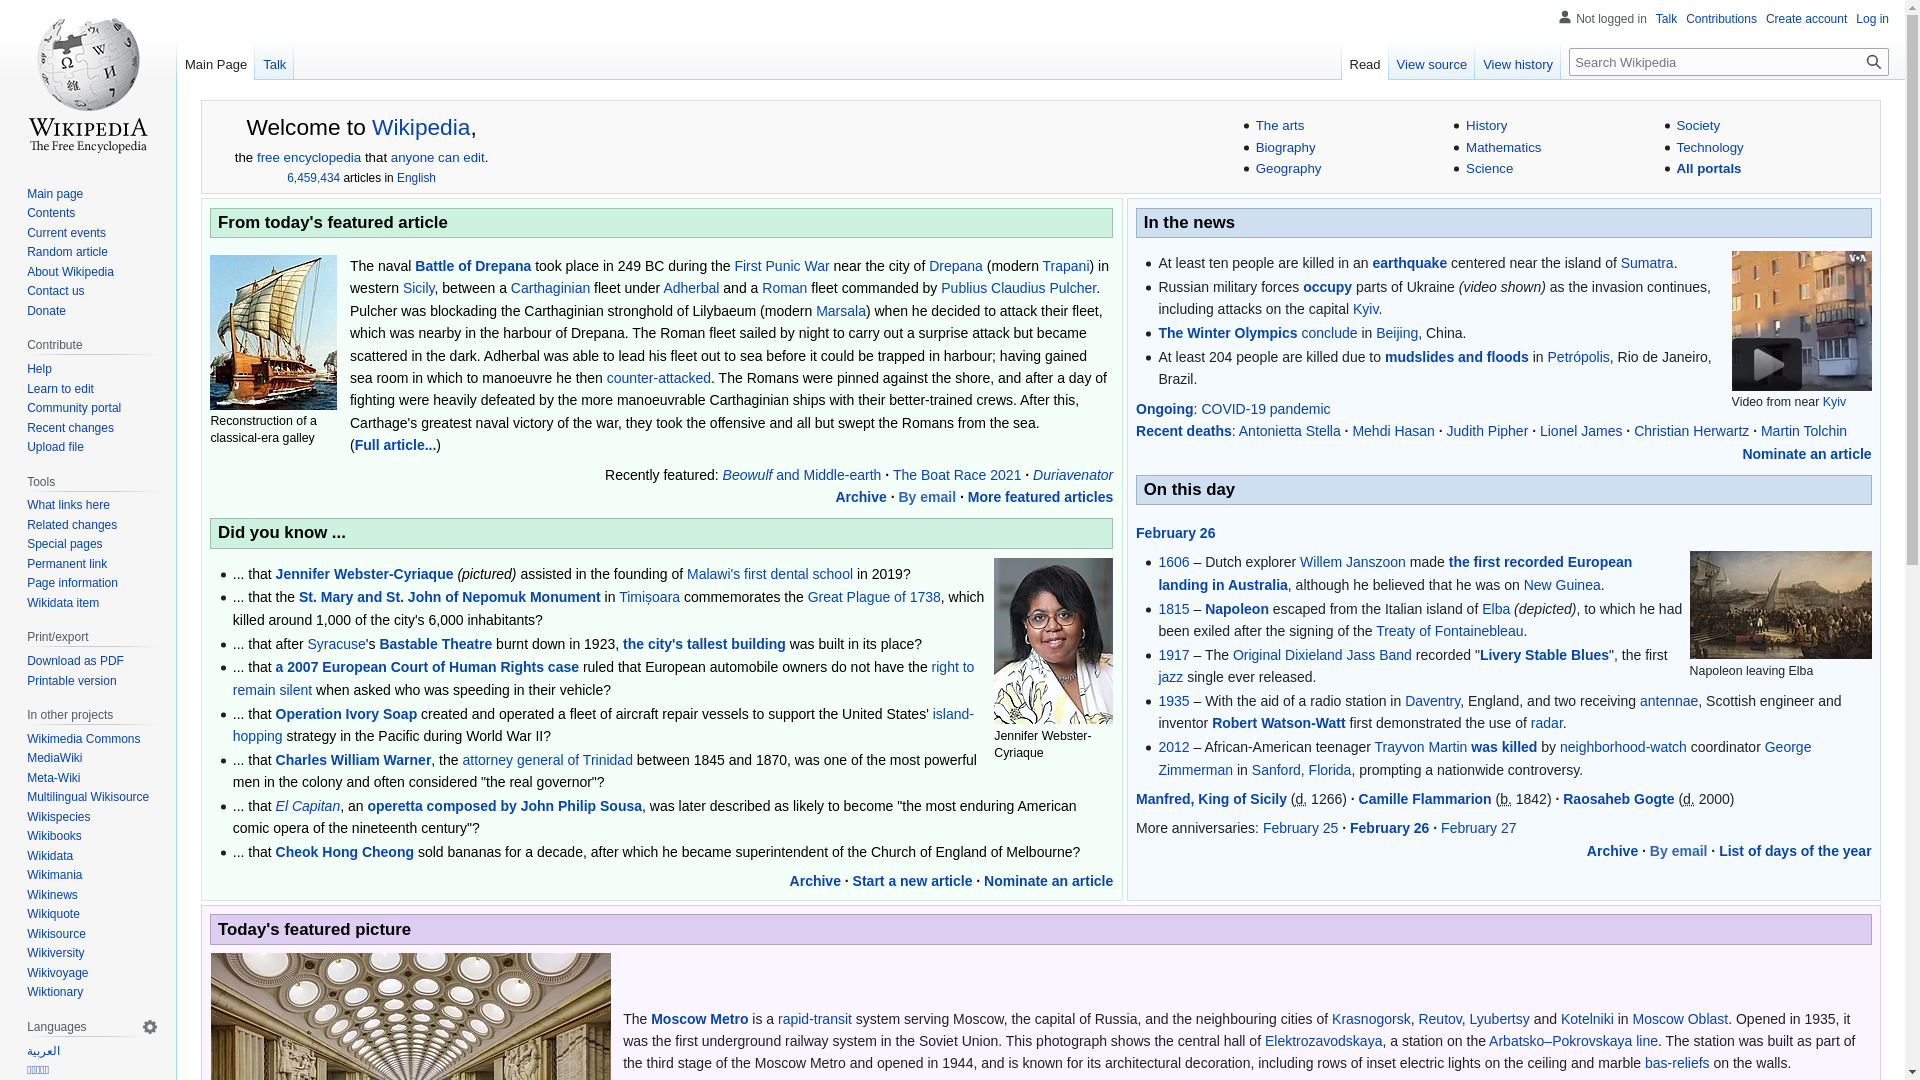 Not logged in Talk Contributions Create account Log in
Main Page Talk Read View source View history Search Wikipedia
WIKIPEDIA
The Free Encyclopedia
Main page
Contents
Current events
Random article
About Wikipedia
Contact us
Donate
Contribute
Help
Learn to edit
Community portal
Recent changes
Upload file
Tools
What links here
Related changes
Special pages
Permanent link
Page information
Wikidata item
Print/export
Download as PDF
Printable version
In other projects
Wikimedia Commons
MediaWiki
Meta-Wiki
Multilingual Wikisource
Wikispecies
Wikibooks
Wikidata
Wikimania
Wikinews
Wikiquote
Wikisource
Wikiversity
Wikivoyage
Wiktionary
Languages
العربية
Welcome to Wikipedia,
the free encyclopedia that anyone can edit.
6,459,434 articles in English
The arts
Biography
Geography
History
Mathematics
Science
Society
Technology
All portals
From today's featured article
Reconstruction of a
classical-era galley
The naval Battle of Drepana took place in 249 BC during the First Punic War near the city of Drepana (modern Trapani) in
western Sicily, between a Carthaginian fleet under Adherbal and a Roman fleet commanded by Publius Claudius Pulcher.
Pulcher was blockading the Carthaginian stronghold of Lilybaeum (modern Marsala) when he decided to attack their fleet,
which was nearby in the harbour of Drepana. The Roman fleet sailed by night to carry out a surprise attack but became
scattered in the dark. Adherbal was able to lead his fleet out to sea before it could be trapped in harbour; having gained
sea room in which to manoeuvre he then counter-attacked. The Romans were pinned against the shore, and after a day of
fighting were heavily defeated by the more manoeuvrable Carthaginian ships with their better-trained crews. After this,
Carthage's greatest naval victory of the war, they took the offensive and all but swept the Romans from the sea.
(Full article...)
Recently featured: Beowulf and Middle-earth · The Boat Race 2021 · Duriavenator
Archive · By email · More featured articles
Did you know ...
... that Jennifer Webster-Cyriaque (pictured) assisted in the founding of Malawi's first dental school in 2019?
... that the St. Mary and St. John of Nepomuk Monument in Timișoara commemorates the Great Plague of 1738, which
killed around 1,000 of the city's 6,000 inhabitants?
... that after Syracuse's Bastable Theatre burnt down in 1923, the city's tallest building was built in its place?
... that a 2007 European Court of Human Rights case ruled that European automobile owners do not have the right to
remain silent when asked who was speeding in their vehicle?
... that Operation Ivory Soap created and operated a fleet of aircraft repair vessels to support the United States' island-
hopping strategy in the Pacific during World War II?
... that Charles William Warner, the attorney general of Trinidad between 1845 and 1870, was one of the most powerful
men in the colony and often considered "the real governor"?
... that El Capitan, an operetta composed by John Philip Sousa, was later described as likely to become "the most enduring American
comic opera of the nineteenth century"?
... that Cheok Hong Cheong sold bananas for a decade, after which he became superintendent of the Church of England of Melbourne?
Jennifer Webster-
Cyriaque
Archive · Start a new article · Nominate an article
In the news
At least ten people are killed in an earthquake centered near the island of Sumatra.
Russian military forces occupy parts of Ukraine (video shown) as the invasion continues,
including attacks on the capital Kyiv.
The Winter Olympics conclude in Beijing, China.
At least 204 people are killed due to mudslides and floods in Petrópolis, Rio de Janeiro,
Brazil.
VOA
Video from near Kyiv
Ongoing: COVID-19 pandemic
Recent deaths: Antonietta Stella · Mehdi Hasan · Judith Pipher · Lionel James · Christian Herwartz · Martin Tolchin
Nominate an article
On this day
February 26
1606 – Dutch explorer Willem Janszoon made the first recorded European
landing in Australia, although he believed that he was on New Guinea.
1815 – Napoleon escaped from the Italian island of Elba (depicted), to which he had
been exiled after the signing of the Treaty of Fontainebleau.
1917 – The Original Dixieland Jass Band recorded "Livery Stable Blues", the first
jazz single ever released.
1935 – With the aid of a radio station in Daventry, England, and two receiving antennae, Scottish engineer and
inventor Robert Watson-Watt first demonstrated the use of radar.
2012 – African-American teenager Trayvon Martin was killed by neighborhood-watch coordinator George
Zimmerman in Sanford, Florida, prompting a nationwide controversy.
Napoleon leaving Elba
Manfred, King of Sicily (d. 1266) · Camille Flammarion (b. 1842) · Raosaheb Gogte (d. 2000)
More anniversaries: February 25 · February 26 · February 27
Archive · By email · List of days of the year
Today's featured picture
The Moscow Metro is a rapid-transit system serving Moscow, the capital of Russia, and the neighbouring cities of Krasnogorsk, Reutov, Lyubertsy and Kotelniki in Moscow Oblast. Opened in 1935, it
was the first underground railway system in the Soviet Union. This photograph shows the central hall of Elektrozavodskaya, a station on the Arbatsko–Pokrovskaya line. The station was built as part of
the third stage of the Moscow Metro and opened in 1944, and is known for its architectural decoration, including rows of inset electric lights on the ceiling and marble bas-reliefs on the walls.